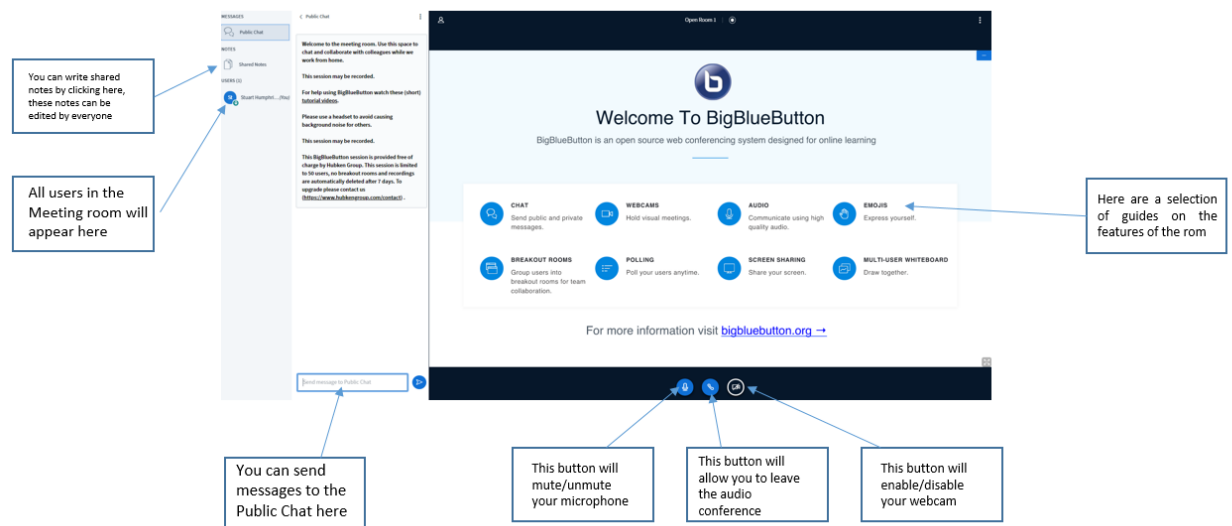 MESSAGES
Public Chat
NOTES
Shared Notes
USERS (1)
Stuart Humphri... (You)
Public Chat
Welcome to the meeting room. Use this space to
chat and collaborate with colleagues while we
work from home.
This session may be recorded.
For help using BigBlueButton watch these (short)
tutorial videos.
Please use a headset to avoid causing
background noise for others.
This session may be recorded.
This BigBlueButton session is provided free of
charge by Hubken Group. This session is limited
to 50 users, no breakout rooms and recordings
are automatically deleted after 7 days. To
upgrade please contact us
(https://www.hubkengroup.com/contact) .
Send message to Public Chat
Open Room 1
b
Welcome To BigBlueButton
BigBlueButton is an open source web conferencing system designed for online learning
CHAT
Send public and private
messages.
WEBCAMS
Hold visual meetings.
AUDIO
Communicate using high
quality audio.
EMOJIS
Express yourself.
BREAKOUT ROOMS
Group users into
breakout rooms for team
collaboration.
POLLING
Poll your users anytime.
SCREEN SHARING
Share your screen.
MULTI-USER WHITEBOARD
Draw together.
For more information visit bigbluebutton.org →
You can write shared
notes by clicking here,
these notes can be
edited by everyone
All users in the
Meeting room will
appear here
Here are a selection
of guides on the
features of the rom
You can send
messages to the
Public Chat here
This button will
mute/unmute
your microphone
This button will
allow you to leave
the audio
conference
This button will
enable/disable
your webcam